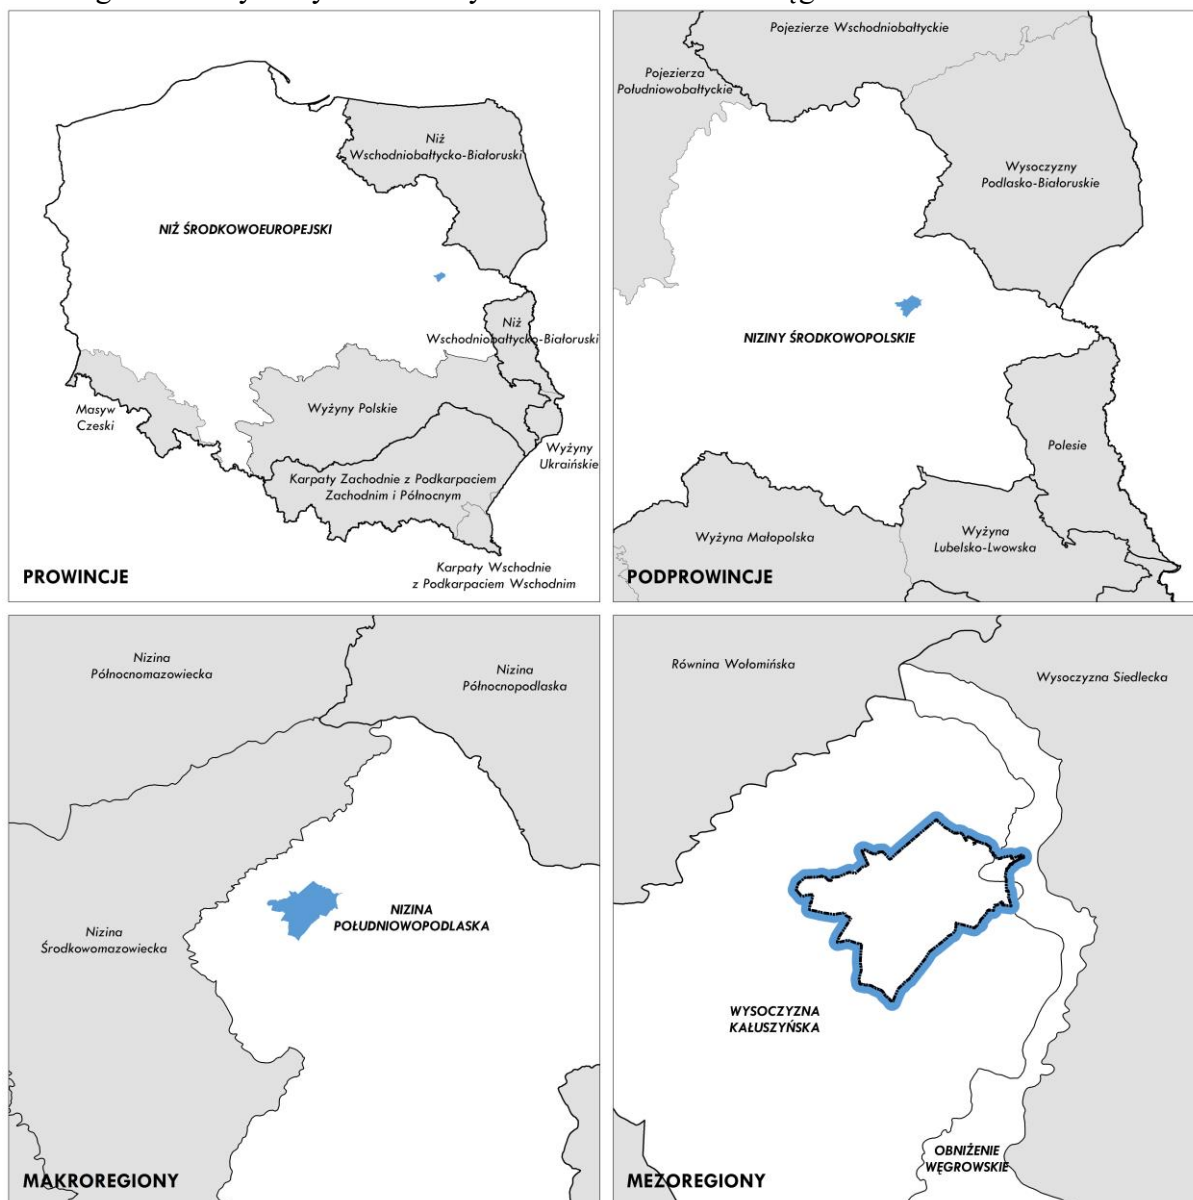 Niż
Wschodniobałtycko-Białoruski
NIŻ ŚRODKOWOEUROPEJSKI
Niż
Wschodniobałtycko-Białoruski
Masyw
Czeski
Wyżyny Polskie
Wyżyny
Ukraińskie
Karpaty Zachodnie z Podkarpaciem
Zachodnim i Północnym
Karpaty Wschodnie
z Podkarpaciem Wschodnim
PROWINCJE
Pojezierze Wschodniobałtyckie
Pojezierza
Południowobałtyckie
Wysoczyzny
Podlasko-Białoruskie
NIZINY ŚRODKOWOPOLSKIE
Polesie
Wyżyna Małopolska
Wyżyna
Lubelsko-Lwowska
PODPROWINCJE
Nizina
Północnomazowiecka
Nizina
Północnopodlaska
NIZINA
POŁUDNIOWOPODLASKA
Nizina
Środkowomazowiecka
MAKROREGIONY
Równina Wołomińska
Wysoczyzna Siedlecka
WYSOCZYZNA
KAŁUSZYŃSKA
OBNIŻENIE
WĘGROWSKIE
MEZOREGIONY